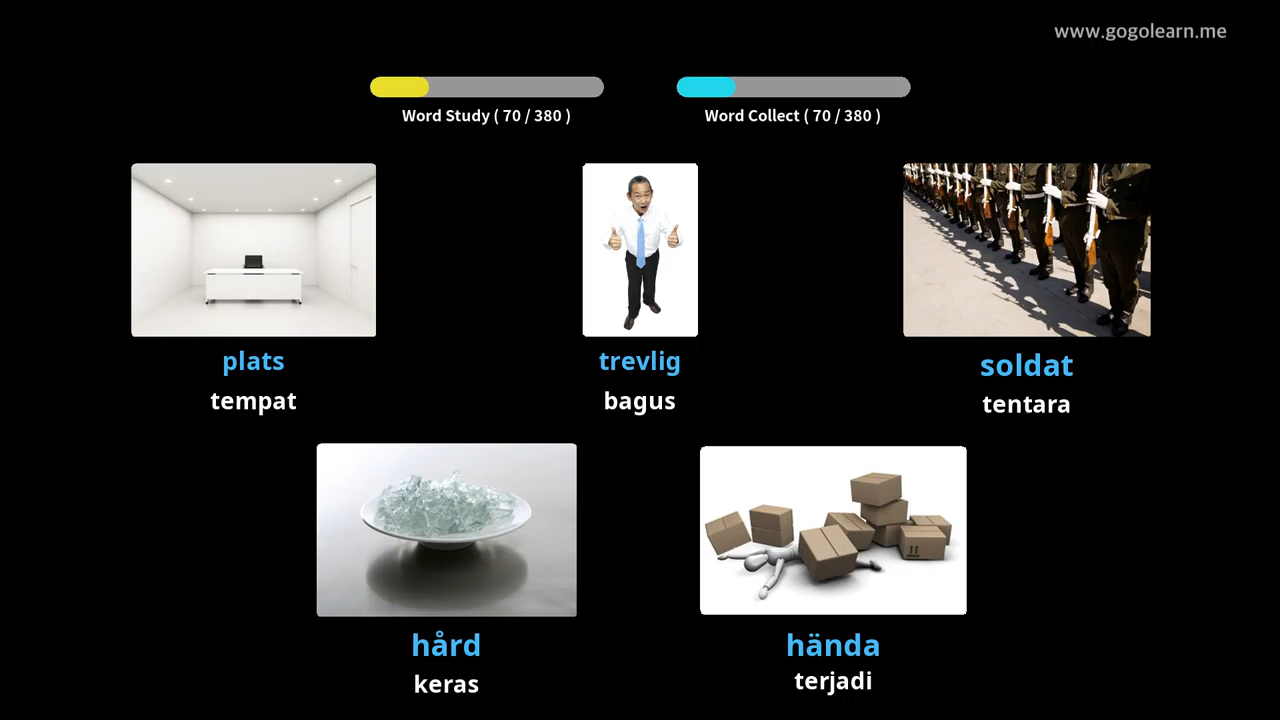 www.gogolearn.me
Word Study ( 70 / 380 )
Word Collect ( 70 / 380 )
plats
tempat
trevlig
bagus
soldat
tentara
hård
keras
hända
terjadi